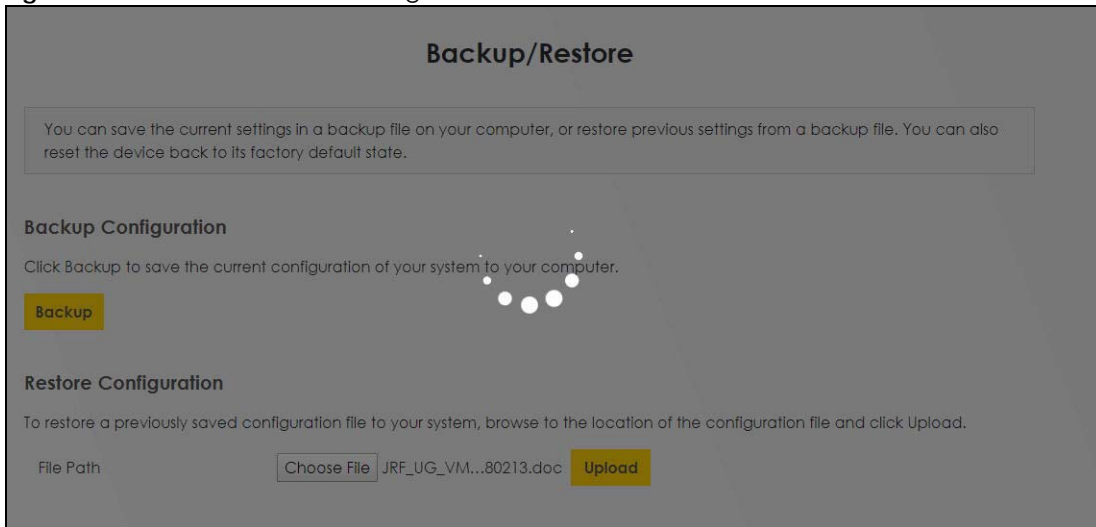 Backup/Restore
You can save the current settings in a backup file on your computer, or restore previous settings from a backup file. You can also
reset the device back to its factory default state.
Backup Configuration
Click Backup to save the current configuration of your system to your computer.
Backup
Restore Configuration
To restore a previously saved configuration file to your system, browse to the location of the configuration file and click Upload.
File Path Choose File JRF_UG_VM...80213.doc Upload